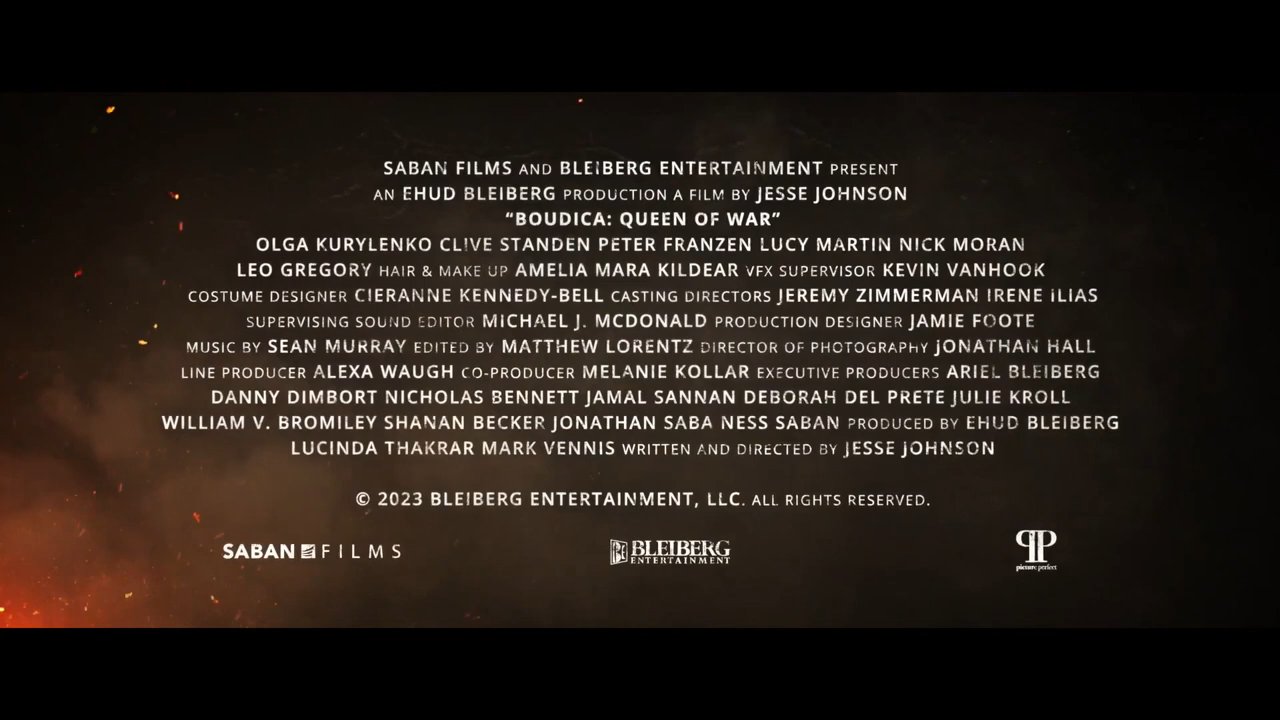 SABAN FILMS AND BLEIBERG ENTERTAINMENT PRESENT
AN EHUD BLEIBERG PRODUCTION A FILM BY JESSE JOHNSON
“BOUDICA: QUEEN OF WAR”
OLGA KURYLENKO CLIVE STANDEN PETER FRANZEN LUCY MARTIN NICK MORAN
LEO GREGORY HAIR & MAKE UP AMELIA MARA KILDEAR VFX SUPERVISOR KEVIN VANHOOK
COSTUME DESIGNER CIERANNE KENNEDY-BELL CASTING DIRECTORS JEREMY ZIMMERMAN IRENE ILIAS
SUPERVISING SOUND EDITOR MICHAEL J. MCDONALD PRODUCTION DESIGNER JAMIE FOOTE
MUSIC BY SEAN MURRAY EDITED BY MATTHEW LORENTZ DIRECTOR OF PHOTOGRAPHY JONATHAN HALL
LINE PRODUCER ALEXA WAUGH CO-PRODUCER MELANIE KOLLAR EXECUTIVE PRODUCERS ARIEL BLEIBERG
DANNY DIMBORT NICHOLAS BENNETT JAMAL SANNAN DEBORAH DEL PRETE JULIE KROLL
WILLIAM V. BROMILEY SHANAN BECKER JONATHAN SABA NESS SABAN PRODUCED BY EHUD BLEIBERG
LUCINDA THAKRAR MARK VENNIS WRITTEN AND DIRECTED BY JESSE JOHNSON
© 2023 BLEIBERG ENTERTAINMENT, LLC. ALL RIGHTS RESERVED.
SABAN FILMS
BLEIBERG
ENTERTAINMENT
PP
picture perfect